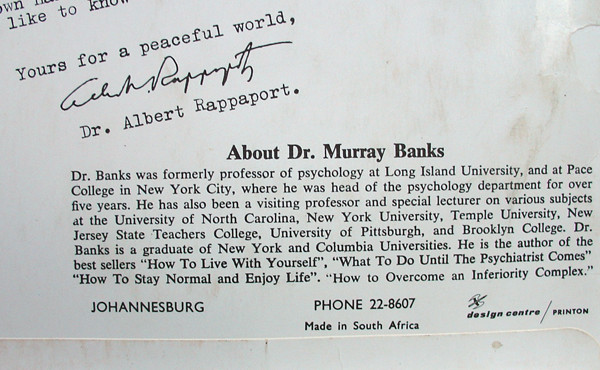 own
like to know
Yours for a peaceful world,
Dr. Albert Rappaport.
About Dr. Murray Banks
Dr. Banks was formerly professor of psychology at Long Island University, and at Pace
College in New York City, where he was head of the psychology department for over
five years. He has also been a visiting professor and special lecturer on various subjects
at the University of North Carolina, New York University, Temple University, New
Jersey State Teachers College, University of Pittsburgh, and Brooklyn College. Dr.
Banks is a graduate of New York and Columbia Universities. He is the author of the
best sellers "How To Live With Yourself", "What To Do Until The Psychiatrist Comes"
"How To Stay Normal and Enjoy Life". "How to Overcome an Inferiority Complex."
JOHANNESBURG PHONE 22-8607 design centre / PRINTON
Made in South Africa